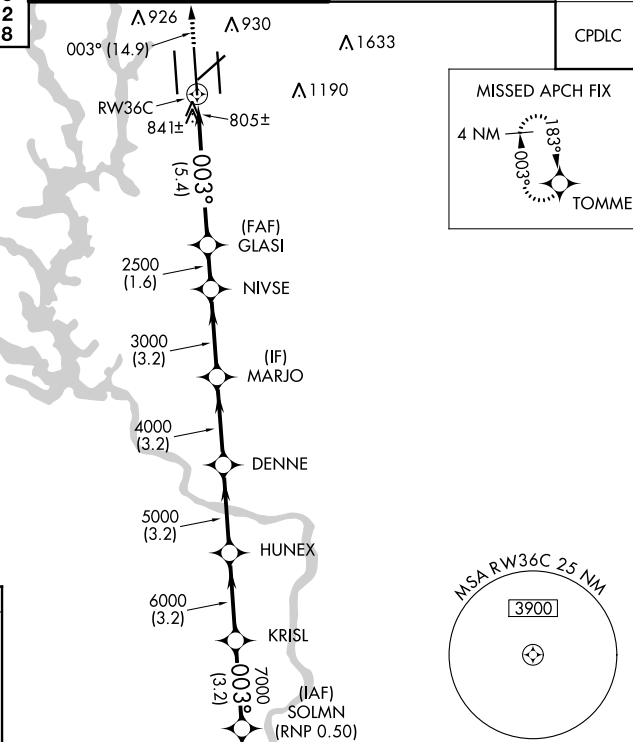 2
8
926
930
1633
1190
003° (14.9)
RW36C
841±
805±
003°
(5.4)
CPDLC
MISSED APCH FIX
4 NM
003°
183°
TOMME
(FAF)
GLASI
2500
(1.6)
NIVSE
3000
(3.2)
(IF)
MARJO
4000
(3.2)
DENNE
5000
(3.2)
HUNEX
6000
(3.2)
KRISL
7000
003°
(3.2)
(IAF)
SOLMN
(RNP 0.50)
MSA RW36C 25 NM
3900